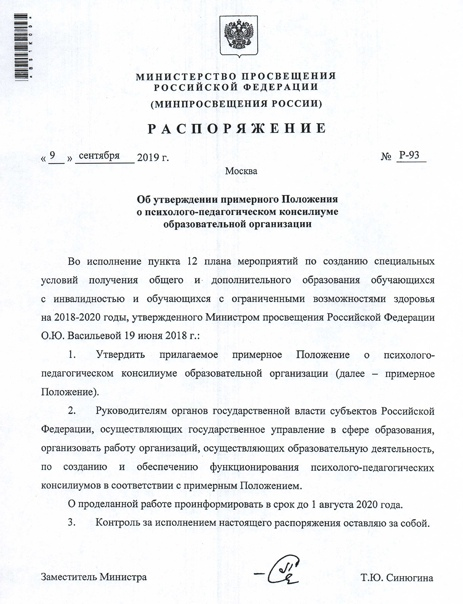 МИНИСТЕРСТВО ПРОСВЕЩЕНИЯ
РОССИЙСКОЙ ФЕДЕРАЦИИ
(МИНПРОСВЕЩЕНИЯ РОССИИ)
РАСПОРЯЖЕНИЕ
« 9 » сентября 2019 г. № Р-93
Москва
Об утверждении примерного Положения
о психолого-педагогическом консилиуме
образовательной организации
Во исполнение пункта 12 плана мероприятий по созданию специальных
условий получения общего и дополнительного образования обучающихся
с инвалидностью и обучающихся с ограниченными возможностями здоровья
на 2018-2020 годы, утвержденного Министром просвещения Российской Федерации
О.Ю. Васильевой 19 июня 2018 г.:
1. Утвердить прилагаемое примерное Положение о психолого-
педагогическом консилиуме образовательной организации (далее – примерное
Положение).
2. Руководителям органов государственной власти субъектов Российской
Федерации, осуществляющих государственное управление в сфере образования,
организовать работу организаций, осуществляющих образовательную деятельность,
по созданию и обеспечению функционирования психолого-педагогических
консилиумов в соответствии с примерным Положением.
О проделанной работе проинформировать в срок до 1 августа 2020 года.
3. Контроль за исполнением настоящего распоряжения оставляю за собой.
Заместитель Министра Т.Ю. Синюгина